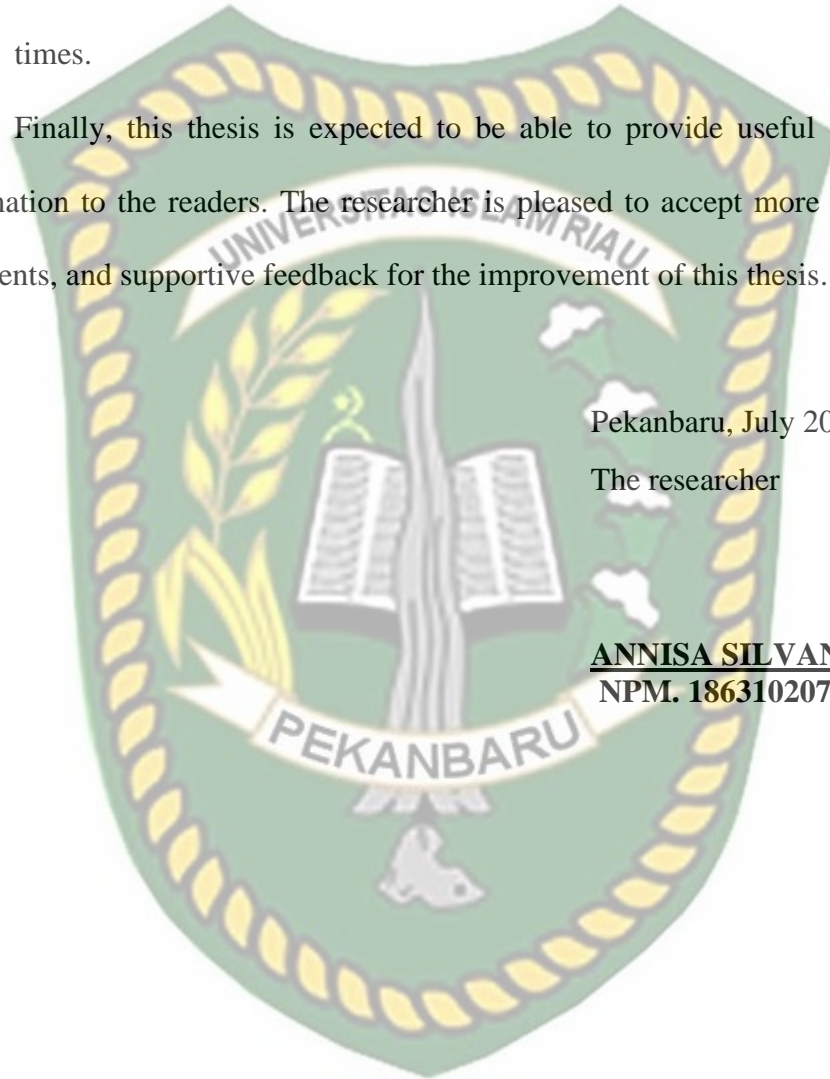 times.
Finally, this thesis is expected to be able to provide useful
nation to the readers. The researcher is pleased to accept more
ents, and supportive feedback for the improvement of this thesis.
UNIVERSITAS ISLAM RIAU
Pekanbaru, July 20
The researcher
ANNISA SILVAN
NPM. 186310207
PEKANBARU